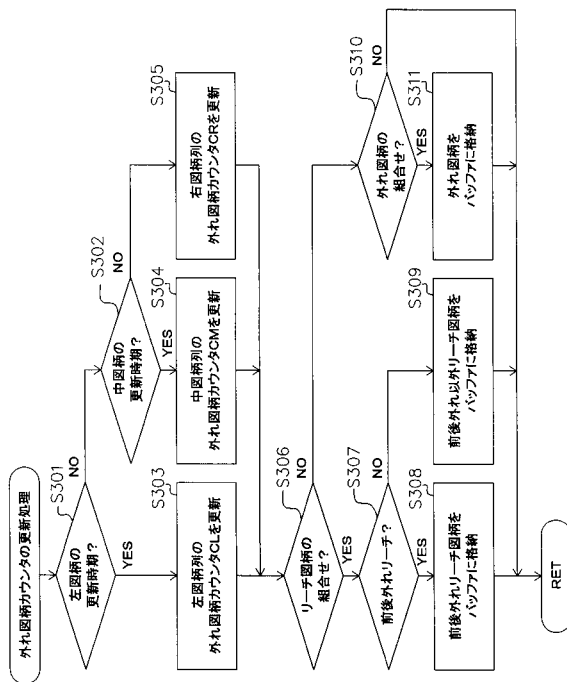 外れ図柄カウンタの更新処理
S301
左図柄の
更新時期?
NO
YES
S302
中図柄の
更新時期?
NO
YES
S303
左図柄列の
外れ図柄カウンタCLを更新
S304
中図柄列の
外れ図柄カウンタCMを更新
S305
右図柄列の
外れ図柄カウンタCRを更新
S306
リーチ図柄の
組合せ?
NO
YES
S307
前後外れリーチ?
NO
YES
S308
前後外れリーチ図柄を
バッファに格納
S309
前後外れ以外リーチ図柄を
バッファに格納
S310
外れ図柄の
組合せ?
NO
YES
S311
外れ図柄を
バッファに格納
RET